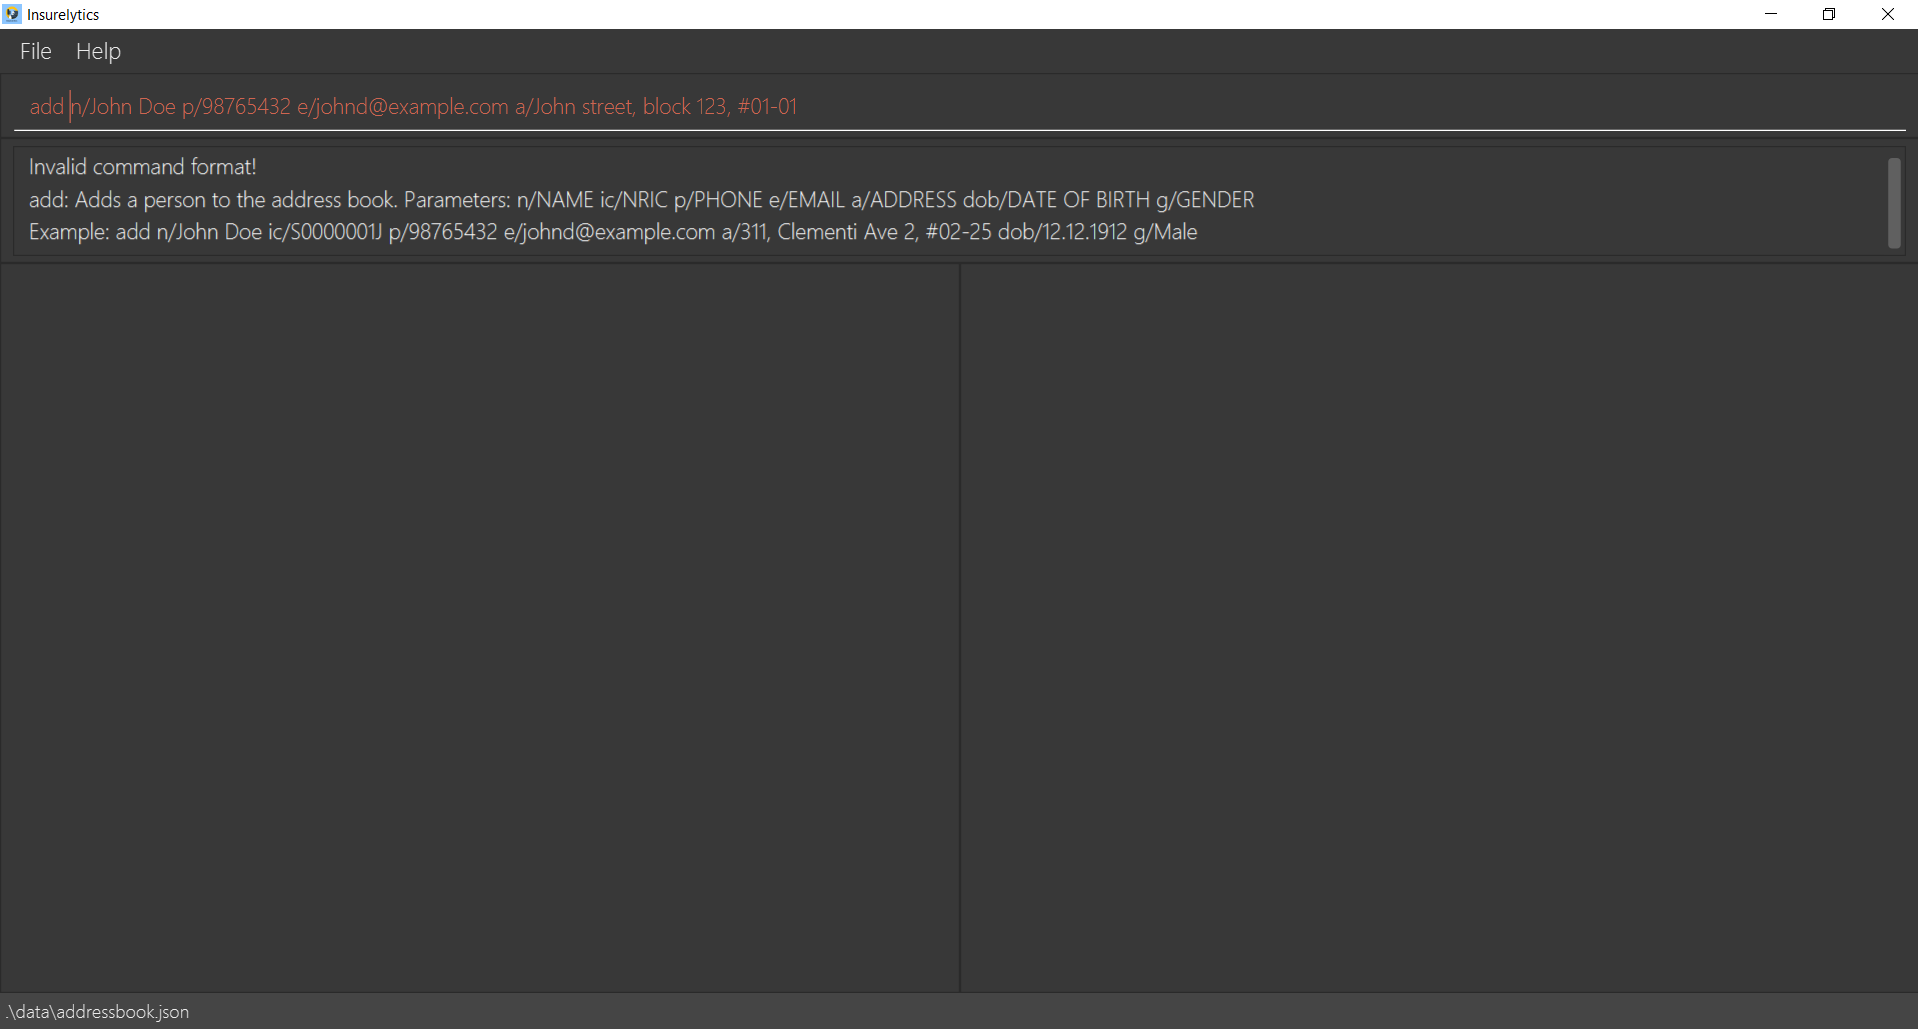 Insurelytics
File Help
add n/John Doe p/98765432 e/johnd@example.com a/John street, block 123, #01-01
Invalid command format!
add: Adds a person to the address book. Parameters: n/NAME ic/NRIC p/PHONE e/EMAIL a/ADDRESS dob/DATE OF BIRTH g/GENDER
Example: add n/John Doe ic/S0000001J p/98765432 e/johnd@example.com a/311, Clementi Ave 2, #02-25 dob/12.12.1912 g/Male
.\data\addressbook.json